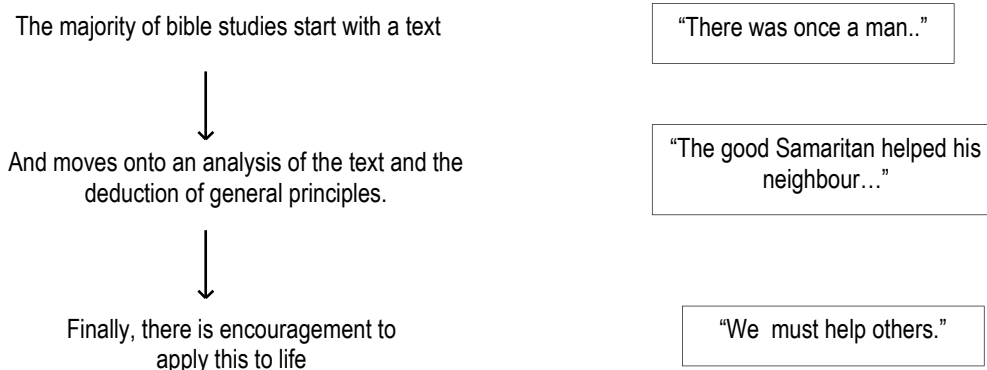 The majority of bible studies start with a text
“There was once a man..”
And moves onto an analysis of the text and the
deduction of general principles.
“The good Samaritan helped his
neighbour…”
Finally, there is encouragement to
apply this to life
“We  must help others.”